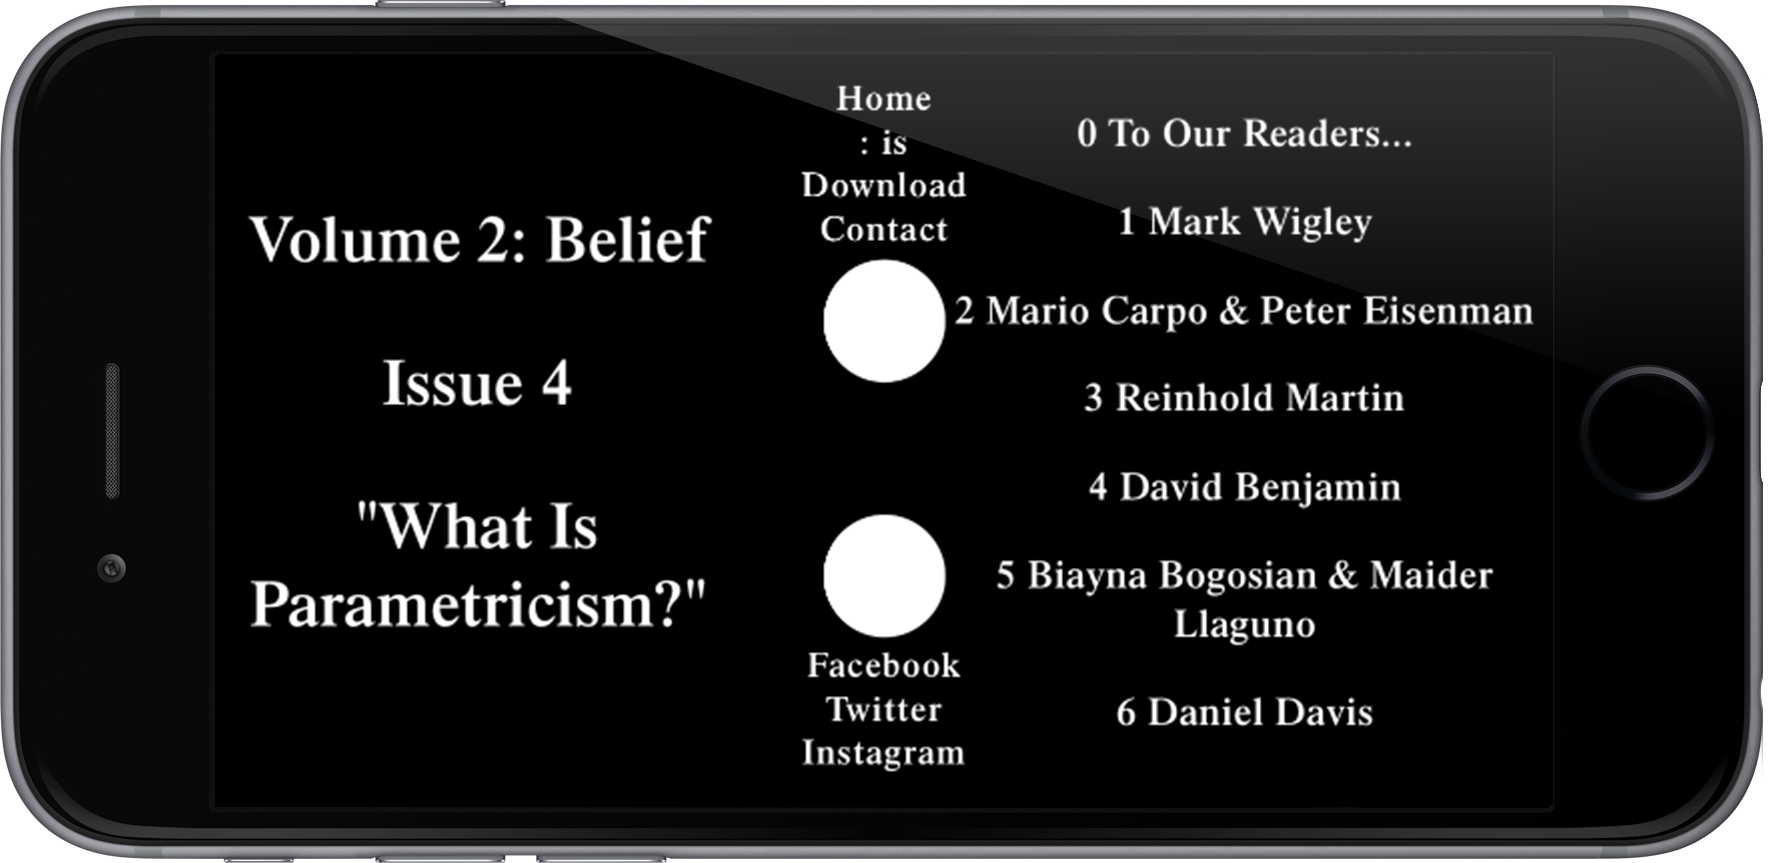 Volume 2: Belief
Issue 4
"What Is
Parametricism?"
Home
: is
Download
Contact
Facebook
Twitter
Instagram
0 To Our Readers...
1 Mark Wigley
2 Mario Carpo & Peter Eisenman
3 Reinhold Martin
4 David Benjamin
5 Biayna Bogosian & Maider
Llaguno
6 Daniel Davis